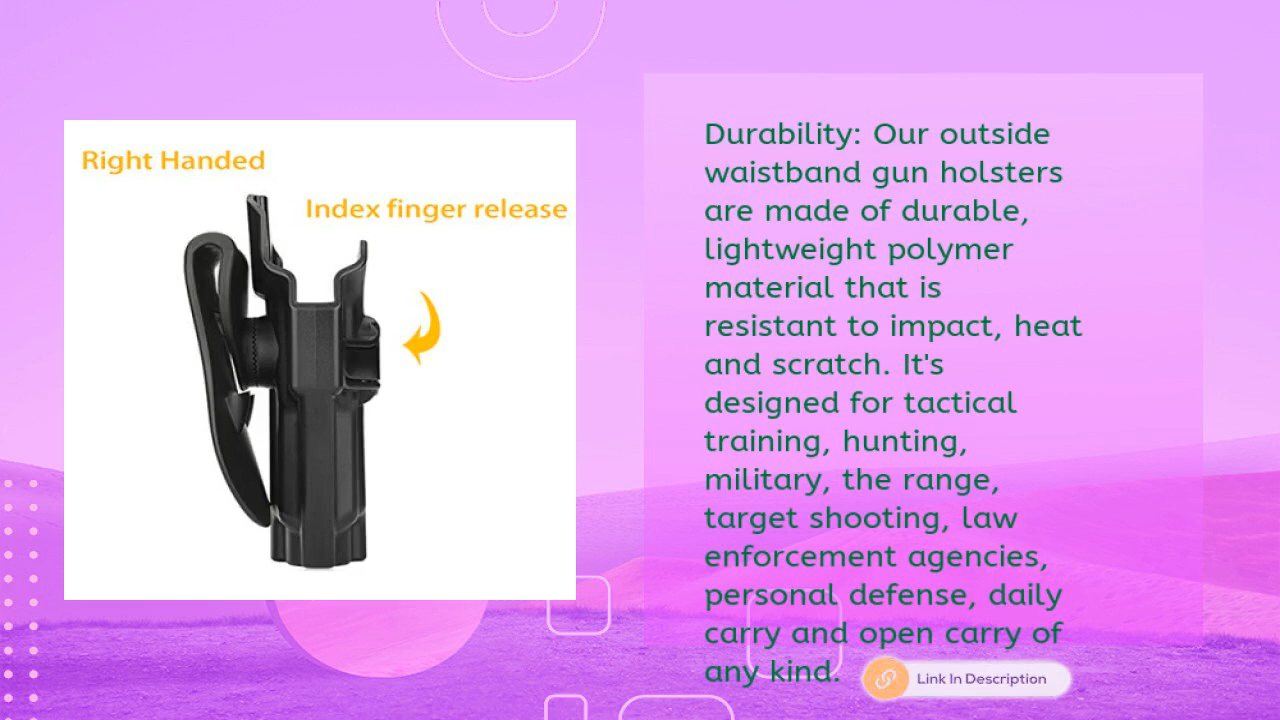 Right Handed
Index finger release
Durability: Our outside
waistband gun holsters
are made of durable,
lightweight polymer
material that is
resistant to impact, heat
and scratch. It's
designed for tactical
training, hunting,
military, the range,
target shooting, law
enforcement agencies,
personal defense, daily
carry and open carry of
any kind.
Link In Description